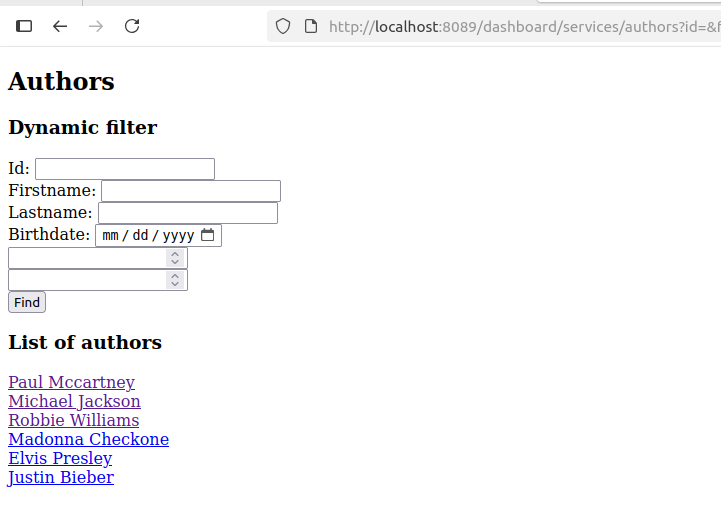 http://localhost:8089/dashboard/services/authors?id=&f
Authors
Dynamic filter
Id:
Firstname:
Lastname:
Birthdate: mm / dd / yyyy
Find
List of authors
Paul Mccartney
Michael Jackson
Robbie Williams
Madonna Checkone
Elvis Presley
Justin Bieber